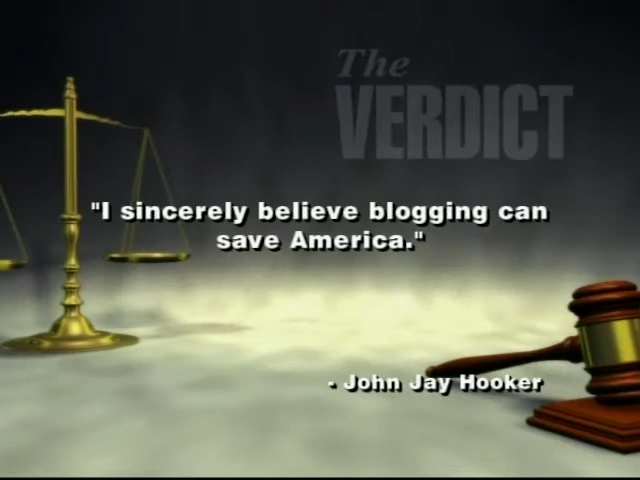 The
VERDICT
"I sincerely believe blogging can
save America."
- John Jay Hooker